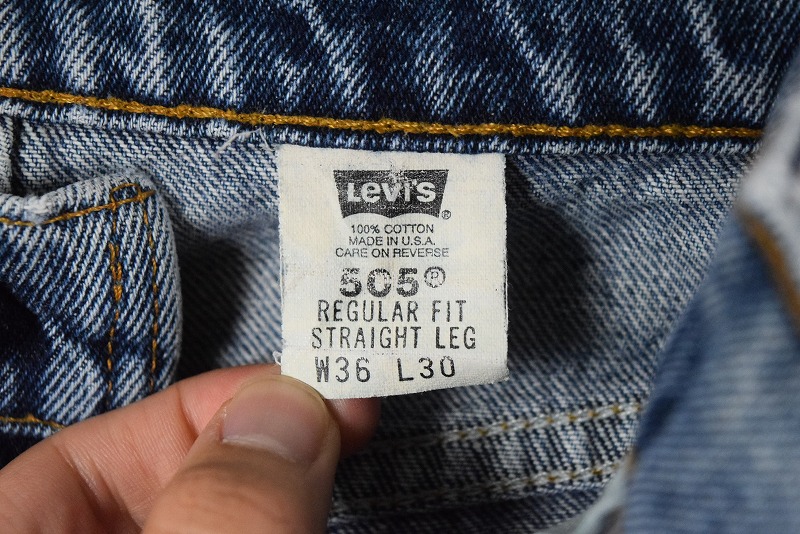 Levi's ®
100% COTTON
MADE IN U.S.A.
CARE ON REVERSE
505®
REGULAR FIT
STRAIGHT LEG
W36 L30